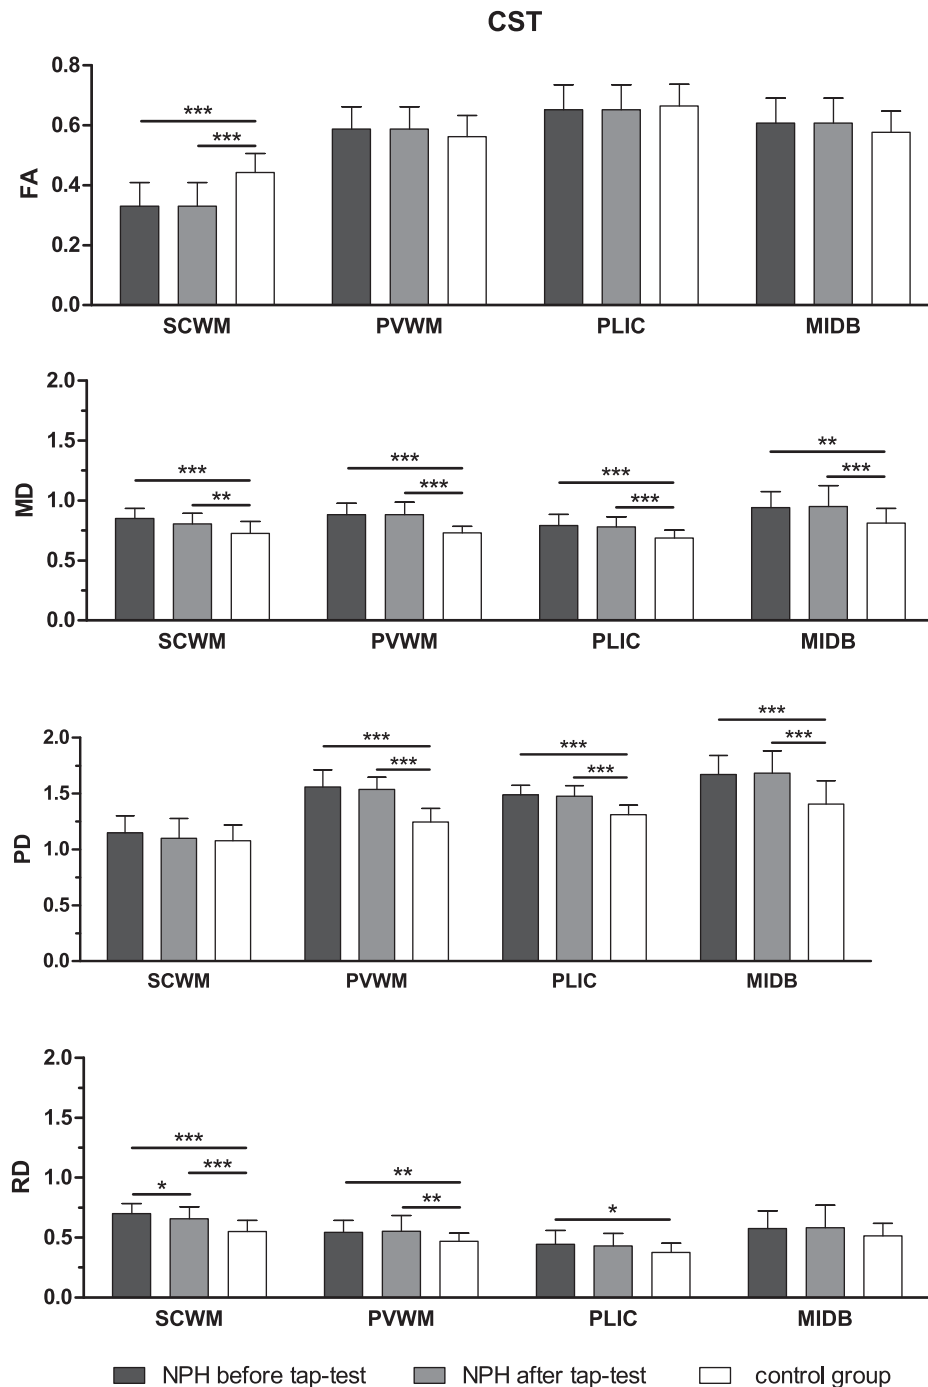 CST
FA
0.8
0.6
0.4
0.2
0.0
***
***
SCWM PVWM PLIC MIDB
MD
2.0
1.5
1.0
0.5
0.0
*** *** *** **
** *** *** ***
SCWM PVWM PLIC MIDB
PD
2.0
1.5
1.0
0.5
0.0
*** *** ***
*** *** ***
SCWM PVWM PLIC MIDB
RD
2.0
1.5
1.0
0.5
0.0
*** ** *
*** **
*
SCWM PVWM PLIC MIDB
NPH before tap-test NPH after tap-test control group